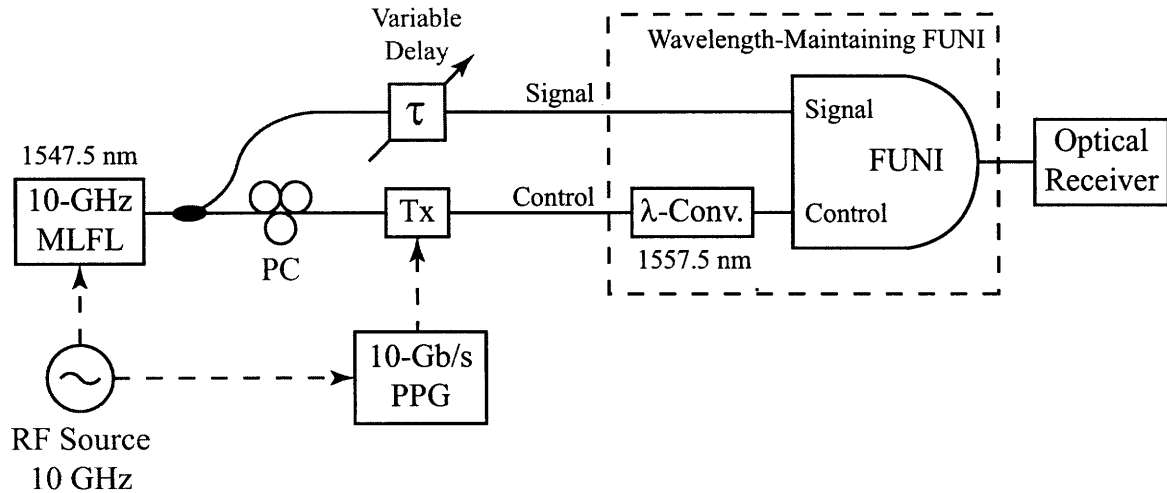 Variable
Delay
Wavelength-Maintaining FUNI
τ
Signal
Signal
1547.5 nm
FUNI
Optical
Receiver
10-GHz
MLFL
Tx
Control
λ-Conv.
Control
PC
1557.5 nm
10-Gb/s
PPG
RF Source
10 GHz